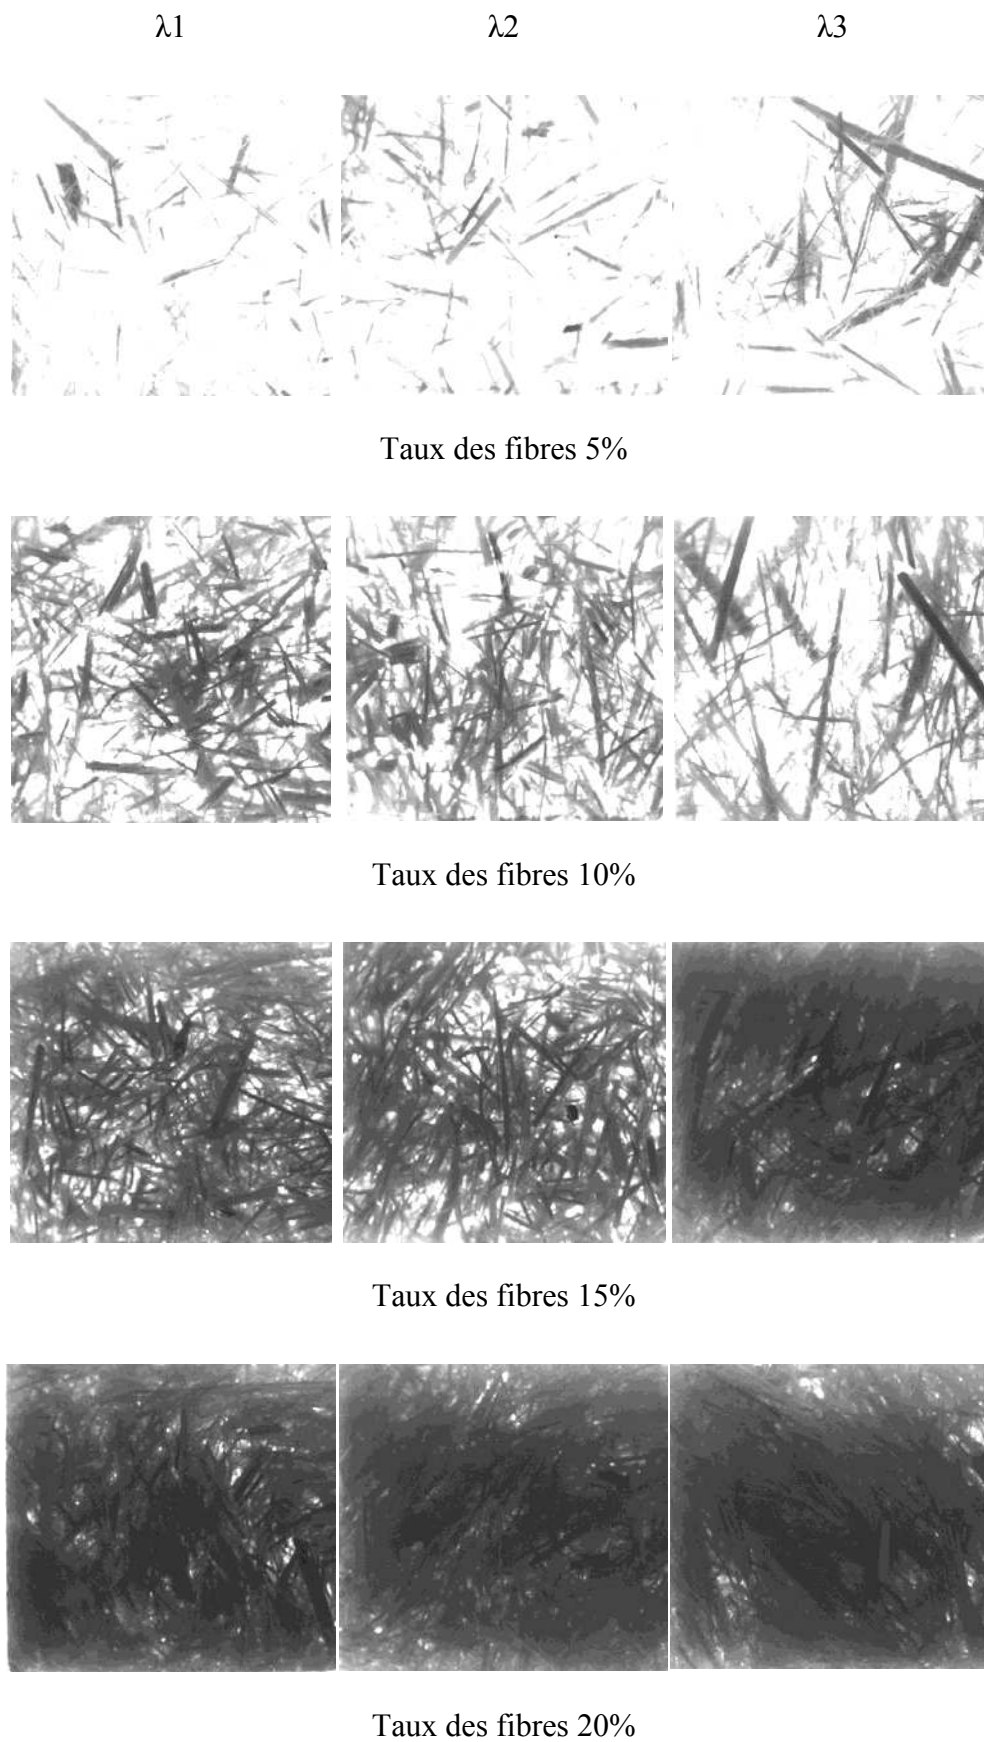 λ1 λ2 λ3
Taux des fibres 5%
Taux des fibres 10%
Taux des fibres 15%
Taux des fibres 20%